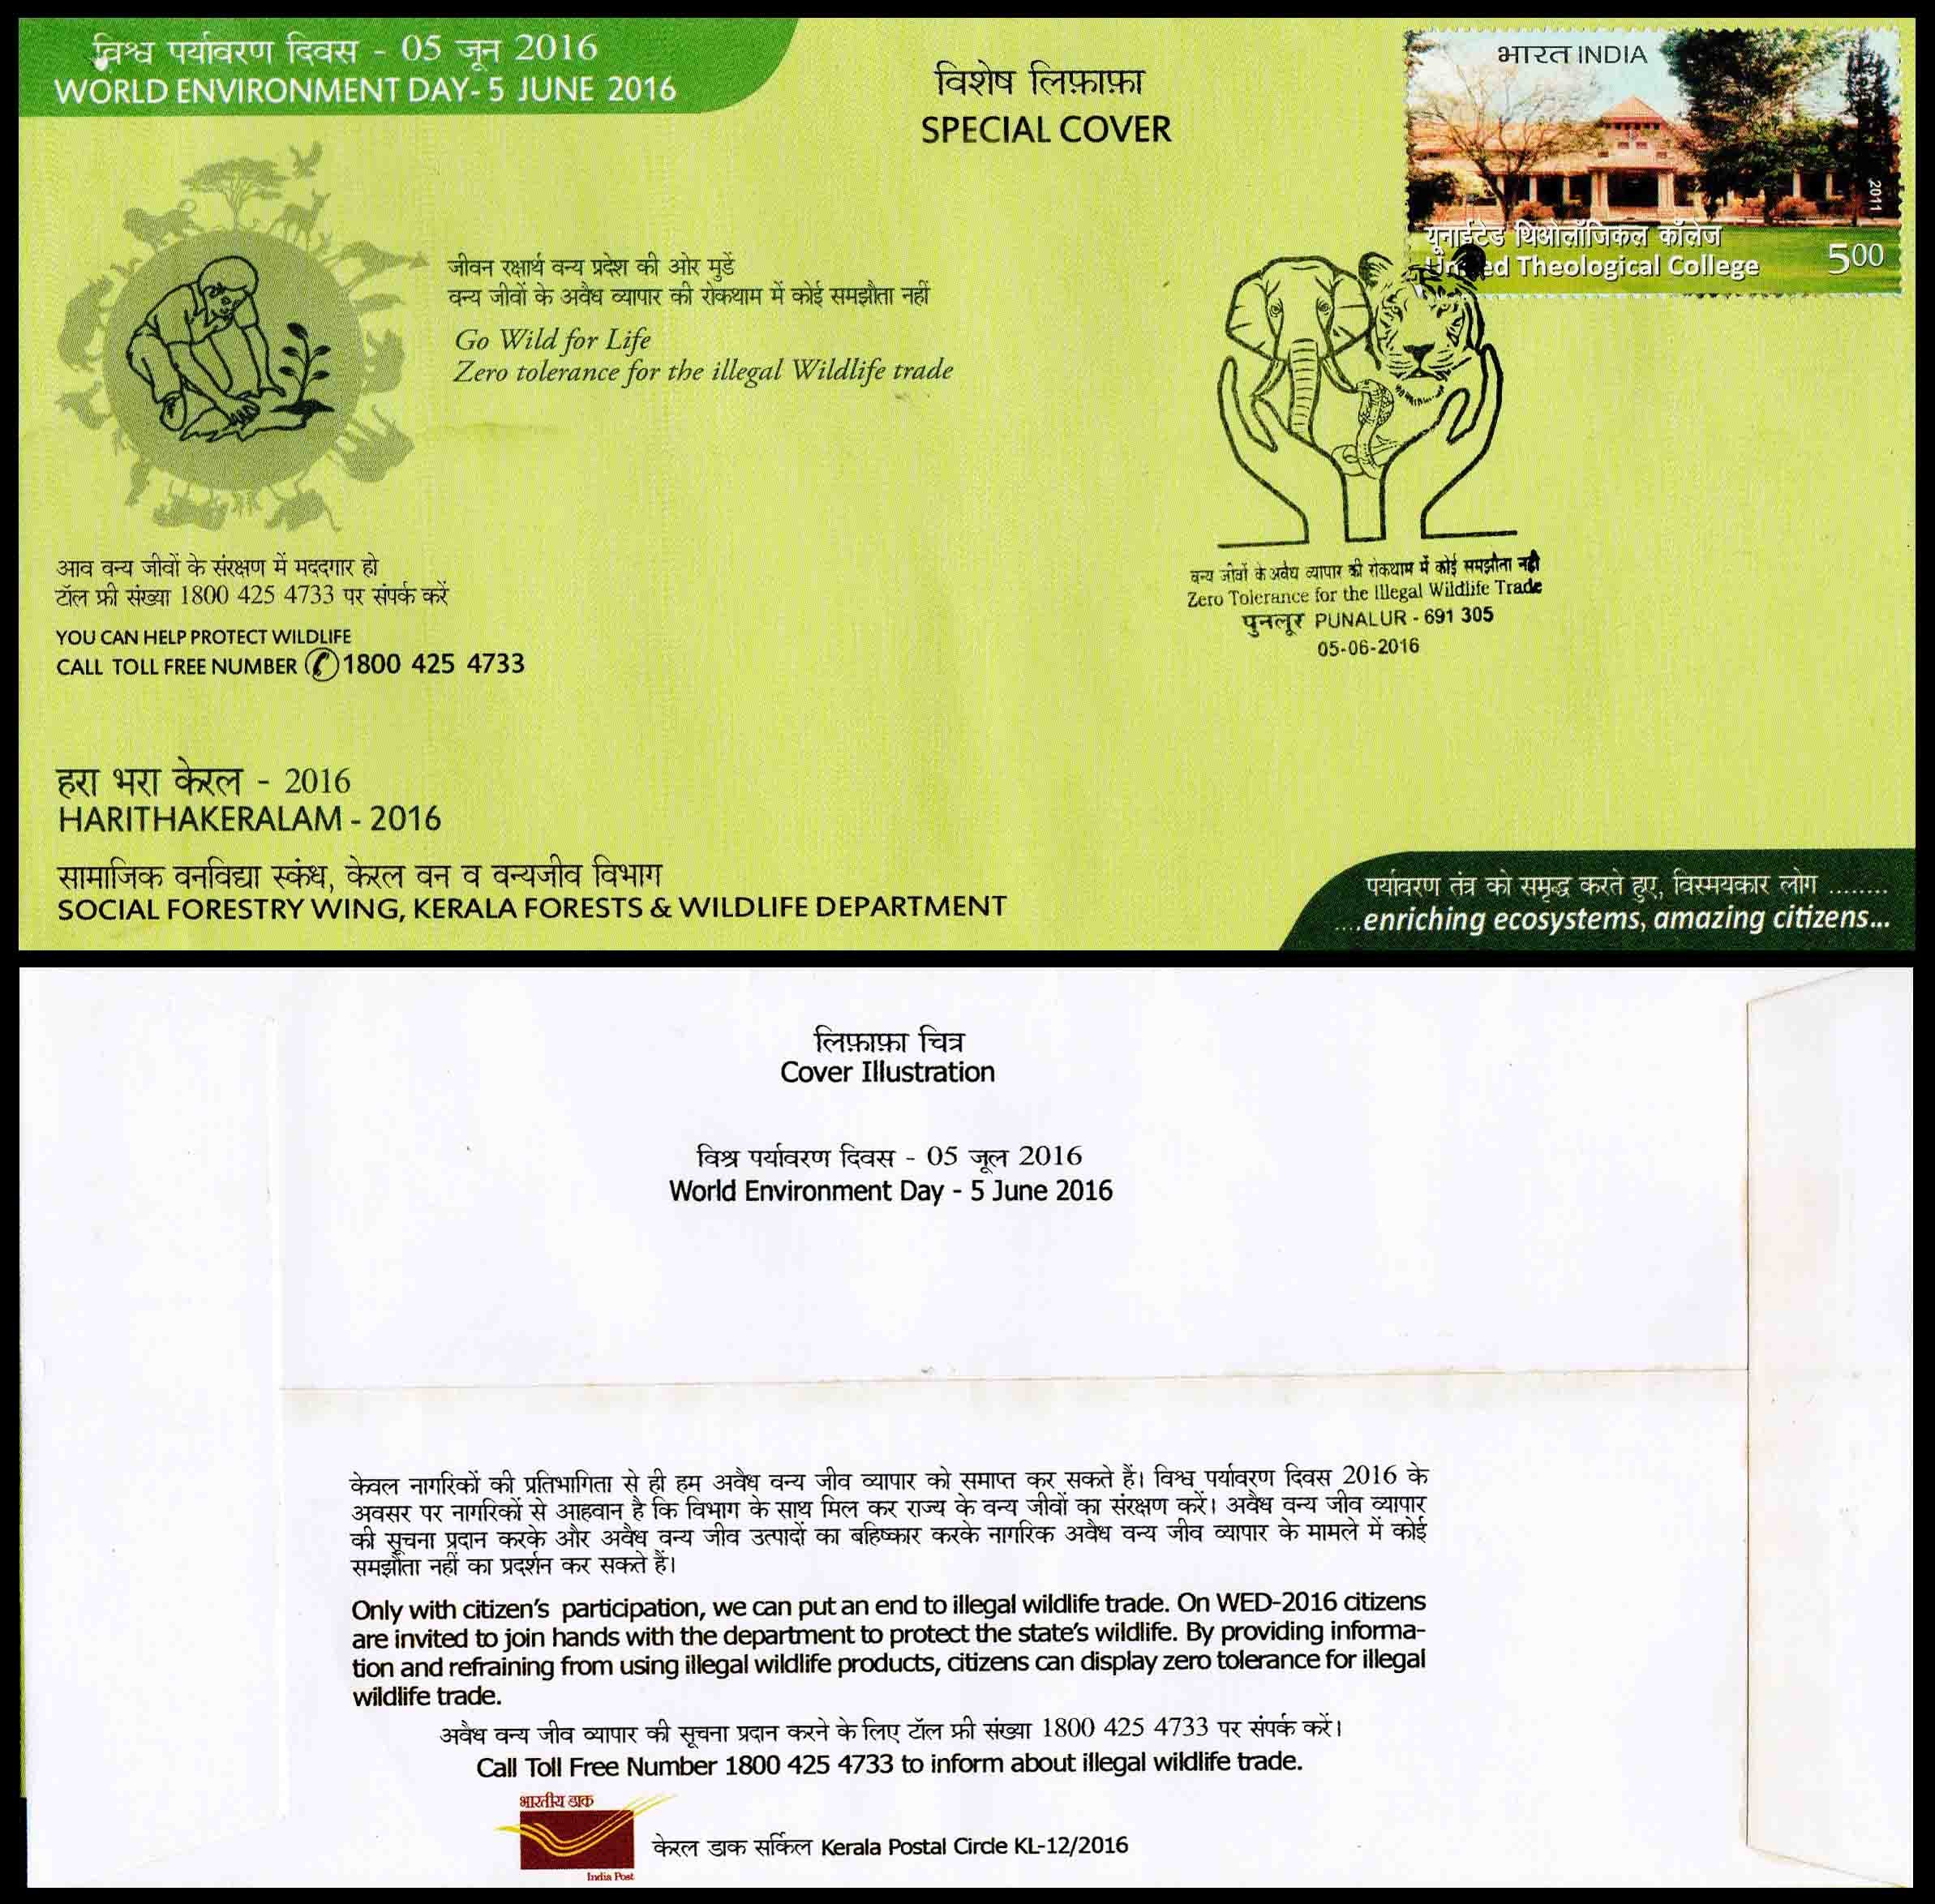 विश्व पर्यावरण दिवस - 05 जून 2016
WORLD ENVIRONMENT DAY- 5 JUNE 2016
विशेष लिफ़ाफ़ा
SPECIAL COVER
भारत INDIA
2011
यूनाईटेड थिओलॉजिकल कॉलेज
United Theological College
500
जीवन रक्षार्थ वन्य प्रदेश की ओर मुडें
वन्य जीवों के अवैध व्यापार की रोकथाम में कोई समझौता नहीं
Go Wild for Life
Zero tolerance for the illegal Wildlife trade
आव वन्य जीवों के संरक्षण में मददगार हो
टॉल फ्री संख्या 1800 425 4733 पर संपर्क करें
YOU CAN HELP PROTECT WILDLIFE
CALL TOLL FREE NUMBER 1800 425 4733
वन्य जीवों के अवैध व्यापार की रोकथाम में कोई समझौता नहीं
Zero Tolerance for the Illegal Wildlife Trade
पुनलूर PUNALUR - 691 305
05-06-2016
हरा भरा केरल - 2016
HARITHAKERALAM - 2016
सामाजिक वनविद्या स्कंध, केरल वन व वन्यजीव विभाग
SOCIAL FORESTRY WING, KERALA FORESTS & WILDLIFE DEPARTMENT
पर्यावरण तंत्र को समृद्ध करते हुए, विस्मयकार लोग ........
....enriching ecosystems, amazing citizens...
लिफ़ाफ़ा चित्र
Cover Illustration
विश्र पर्यावरण दिवस - 05 जूल 2016
World Environment Day - 5 June 2016
केवल नागरिकों की प्रतिभागिता से ही हम अवैध वन्य जीव व्यापार को समाप्त कर सकते हैं। विश्व पर्यावरण दिवस 2016 के
अवसर पर नागरिकों से आहवान है कि विभाग के साथ मिल कर राज्य के वन्य जीवों का संरक्षण करें। अवैध वन्य जीव व्यापार
की सूचना प्रदान करके और अवैध वन्य जीव उत्पादों का बहिष्कार करके नागरिक अवैध वन्य जीव व्यापार के मामले में कोई
समझौता नहीं का प्रदर्शन कर सकते हैं।
Only with citizen's participation, we can put an end to illegal wildlife trade. On WED-2016 citizens
are invited to join hands with the department to protect the state's wildlife. By providing informa-
tion and refraining from using illegal wildlife products, citizens can display zero tolerance for illegal
wildlife trade.
अवैध वन्य जीव व्यापार की सूचना प्रदान करने के लिए टॉल फ्री संख्या 1800 425 4733 पर संपर्क करें।
Call Toll Free Number 1800 425 4733 to inform about illegal wildlife trade.
भारतीय डाक
India Post
केरल डाक सर्किल Kerala Postal Circle KL-12/2016